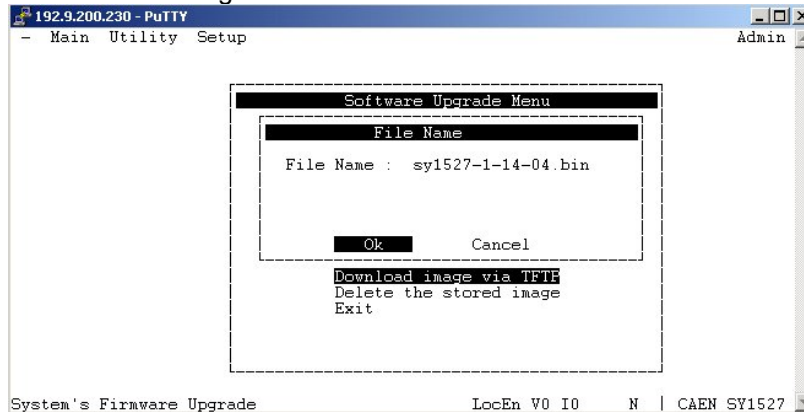 192.9.200.230 - PuTTY
- Main Utility Setup Admin
Software Upgrade Menu
File Name
File Name : sy1527-1-14-04.bin
Ok Cancel
Download image via TFTP
Delete the stored image
Exit
System's Firmware Upgrade LocEn V0 I0 N | CAEN SY1527